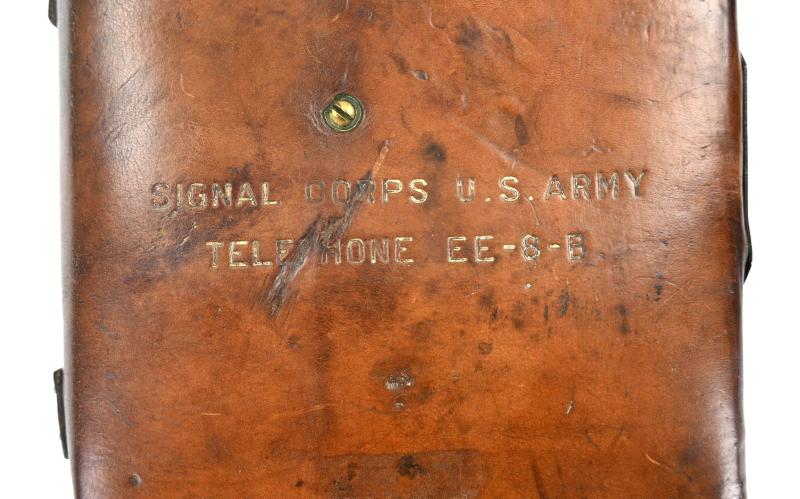 SIGNAL CORPS U.S. ARMY
TELEPHONE EE-8-B.